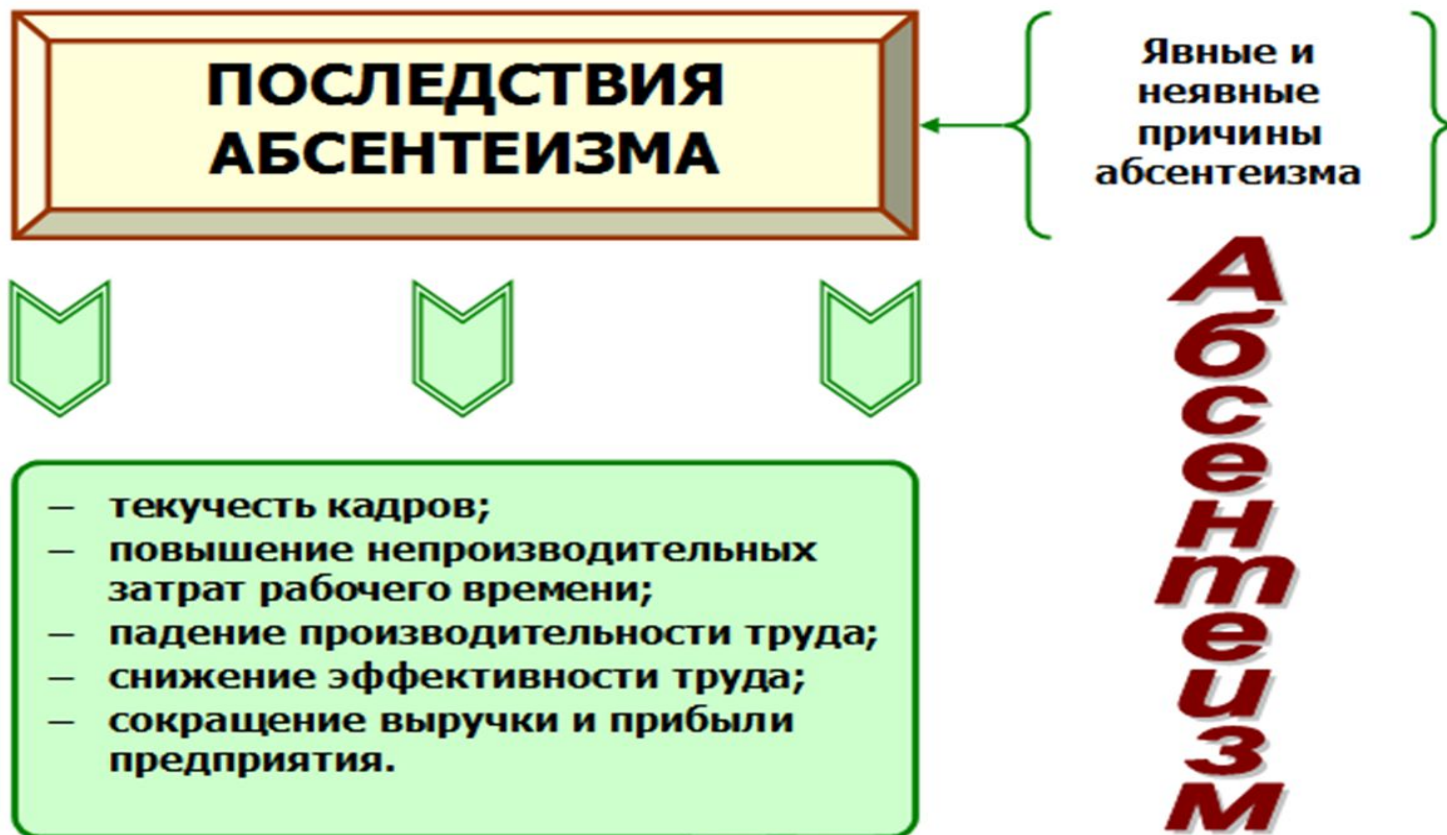 ПОСЛЕДСТВИЯ
АБСЕНТЕИЗМА
Явные и
неявные
причины
абсентеизма
— текучесть кадров;
— повышение непроизводительных
затрат рабочего времени;
— падение производительности труда;
— снижение эффективности труда;
— сокращение выручки и прибыли
предприятия.
Абсентеизм